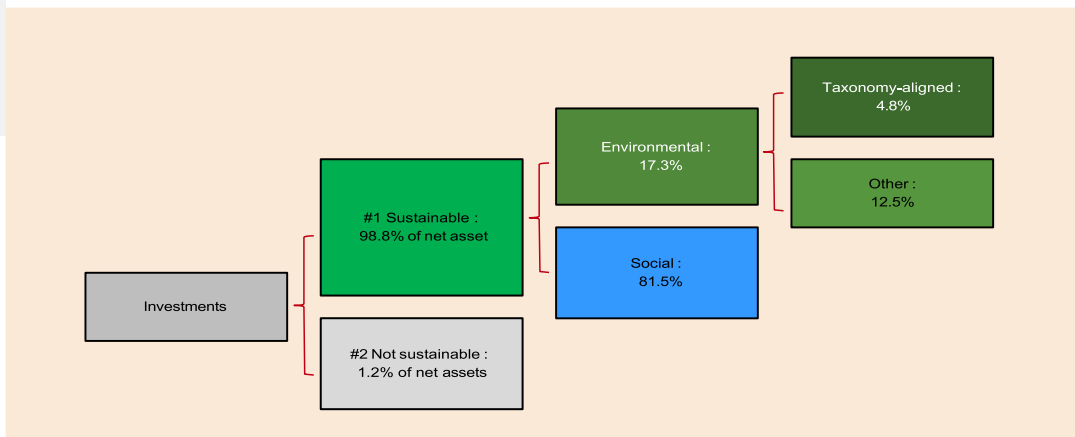 Investments
#1 Sustainable :
98.8% of net asset
#2 Not sustainable :
1.2% of net assets
Environmental :
17.3%
Social :
81.5%
Taxonomy-aligned :
4.8%
Other :
12.5%